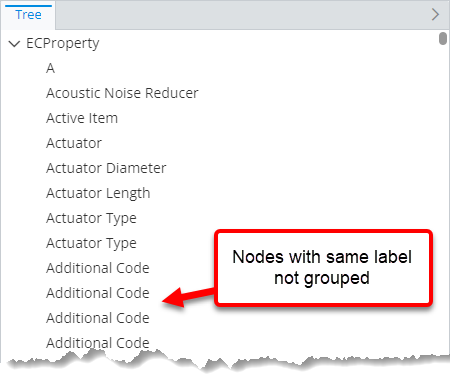 Tree
ECProperty
A
Acoustic Noise Reducer
Active Item
Actuator
Actuator Diameter
Actuator Length
Actuator Type
Actuator Type
Additional Code
Additional Code
Additional Code
Additional Code
Nodes with same label
not grouped